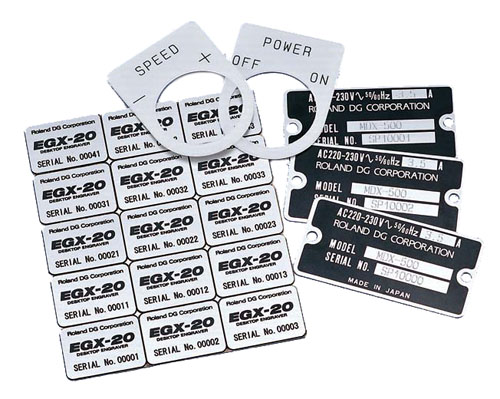 SPEED
− +
POWER
OFF ON
Roland DG Corporation
EGX-20
DESKTOP ENGRAVER
SERIAL No. 00041
EGX-20
DESKTOP ENGRAVER
EGX-20
Roland DG Corporation
EGX-20
DESKTOP ENGRAVER
SERIAL No. 00031
Roland DG Corporation
EGX-20
DESKTOP ENGRAVER
SERIAL No. 00032
EGX-20
DESKTOP ENGRAVER
SERIAL No. 00033
Roland DG Corporation
EGX-20
DESKTOP ENGRAVER
SERIAL No. 00021
Roland DG Corporation
EGX-20
DESKTOP ENGRAVER
SERIAL No. 00022
Roland DG Corporation
EGX-20
DESKTOP ENGRAVER
SERIAL No. 00023
Roland DG Corporation
EGX-20
DESKTOP ENGRAVER
SERIAL No. 00011
Roland DG Corporation
EGX-20
DESKTOP ENGRAVER
SERIAL No. 00012
Roland DG Corporation
EGX-20
DESKTOP ENGRAVER
SERIAL No. 00013
Roland DG Corporation
EGX-20
DESKTOP ENGRAVER
SERIAL No. 00001
Roland DG Corporation
EGX-20
DESKTOP ENGRAVER
SERIAL No. 00002
Roland DG Corporation
EGX-20
DESKTOP ENGRAVER
SERIAL No. 00003
-230V∿ 50/60Hz 3.5 A
ROLAND DG CORPORATION
MODEL MDX-500
SERIAL NO. SP10001
AC220-230V∿ 50/60Hz 3.5 A
ROLAND DG CORPORATION
MODEL MDX-500
SERIAL NO. SP10002
AC220-230V∿ 50/60Hz 3.5 A
ROLAND DG CORPORATION
MODEL MDX-500
SERIAL NO. SP10000
MADE IN JAPAN